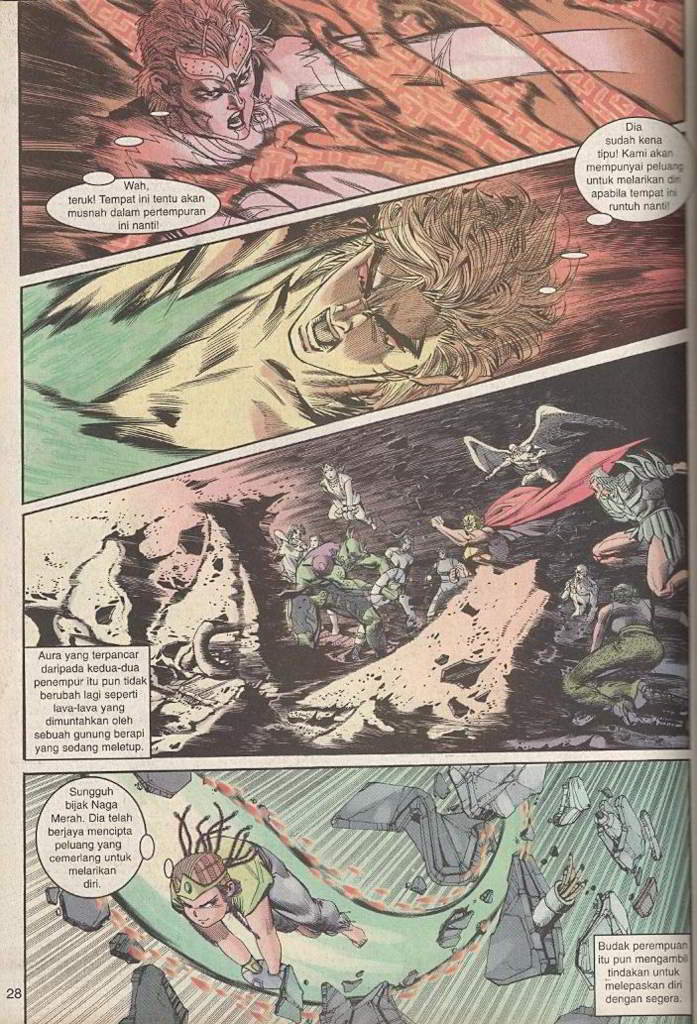 Wah,
teruk! Tempat ini tentu akan
musnah dalam pertempuran
ini nanti!
Dia
sudah kena
tipu! Kami akan
mempunyai peluang
untuk melarikan diri
apabila tempat ini
runtuh nanti!
Aura yang terpancar
daripada kedua-dua
penempur itu pun tidak
berubah lagi seperti
lava-lava yang
dimuntahkan oleh
sebuah gunung berapi
yang sedang meletup.
Sungguh
bijak Naga
Merah. Dia telah
berjaya mencipta
peluang yang
cemerlang untuk
melarikan
diri.
Budak perempuan
itu pun mengambil
tindakan untuk
melepaskan diri
dengan segera.
28